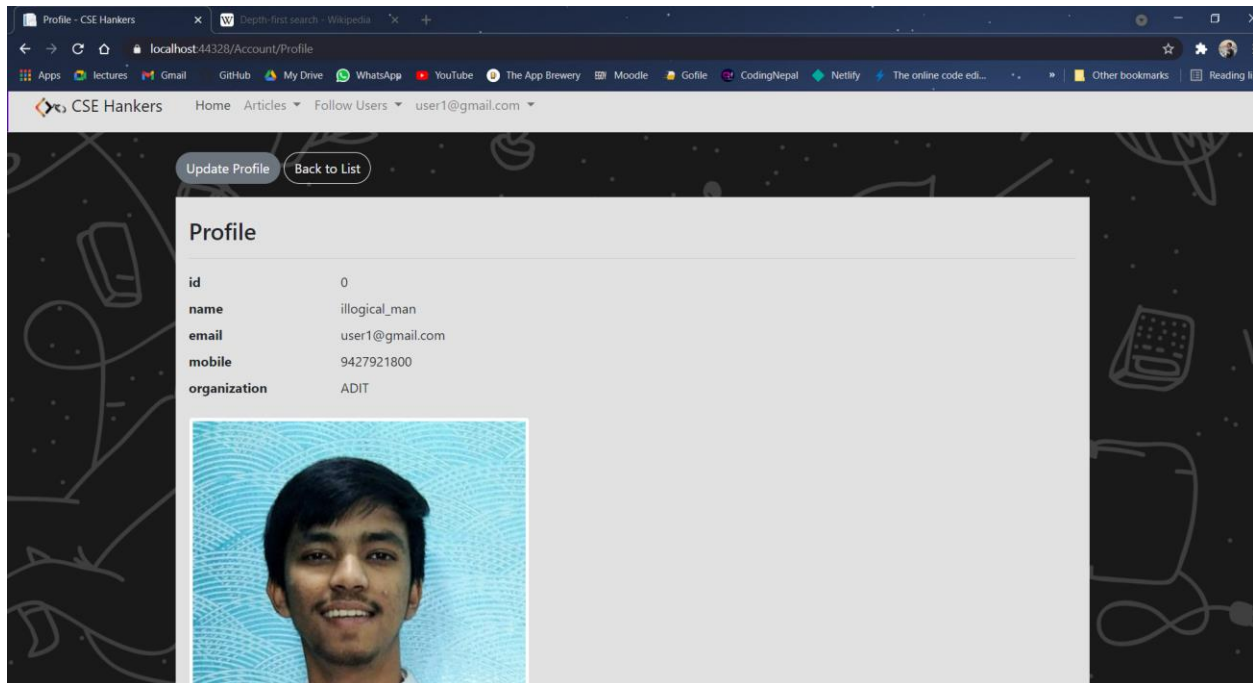 Profile - CSE Hankers
Depth-first search - Wikipedia
localhost:44328/Account/Profile
Apps lectures Gmail GitHub My Drive WhatsApp YouTube The App Brewery Moodle Gofile CodingNepal Netlify The online code edi... » Other bookmarks Reading li
CSE Hankers Home Articles Follow Users user1@gmail.com
Update Profile Back to List
Profile
id 0
name illogical_man
email user1@gmail.com
mobile 9427921800
organization ADIT